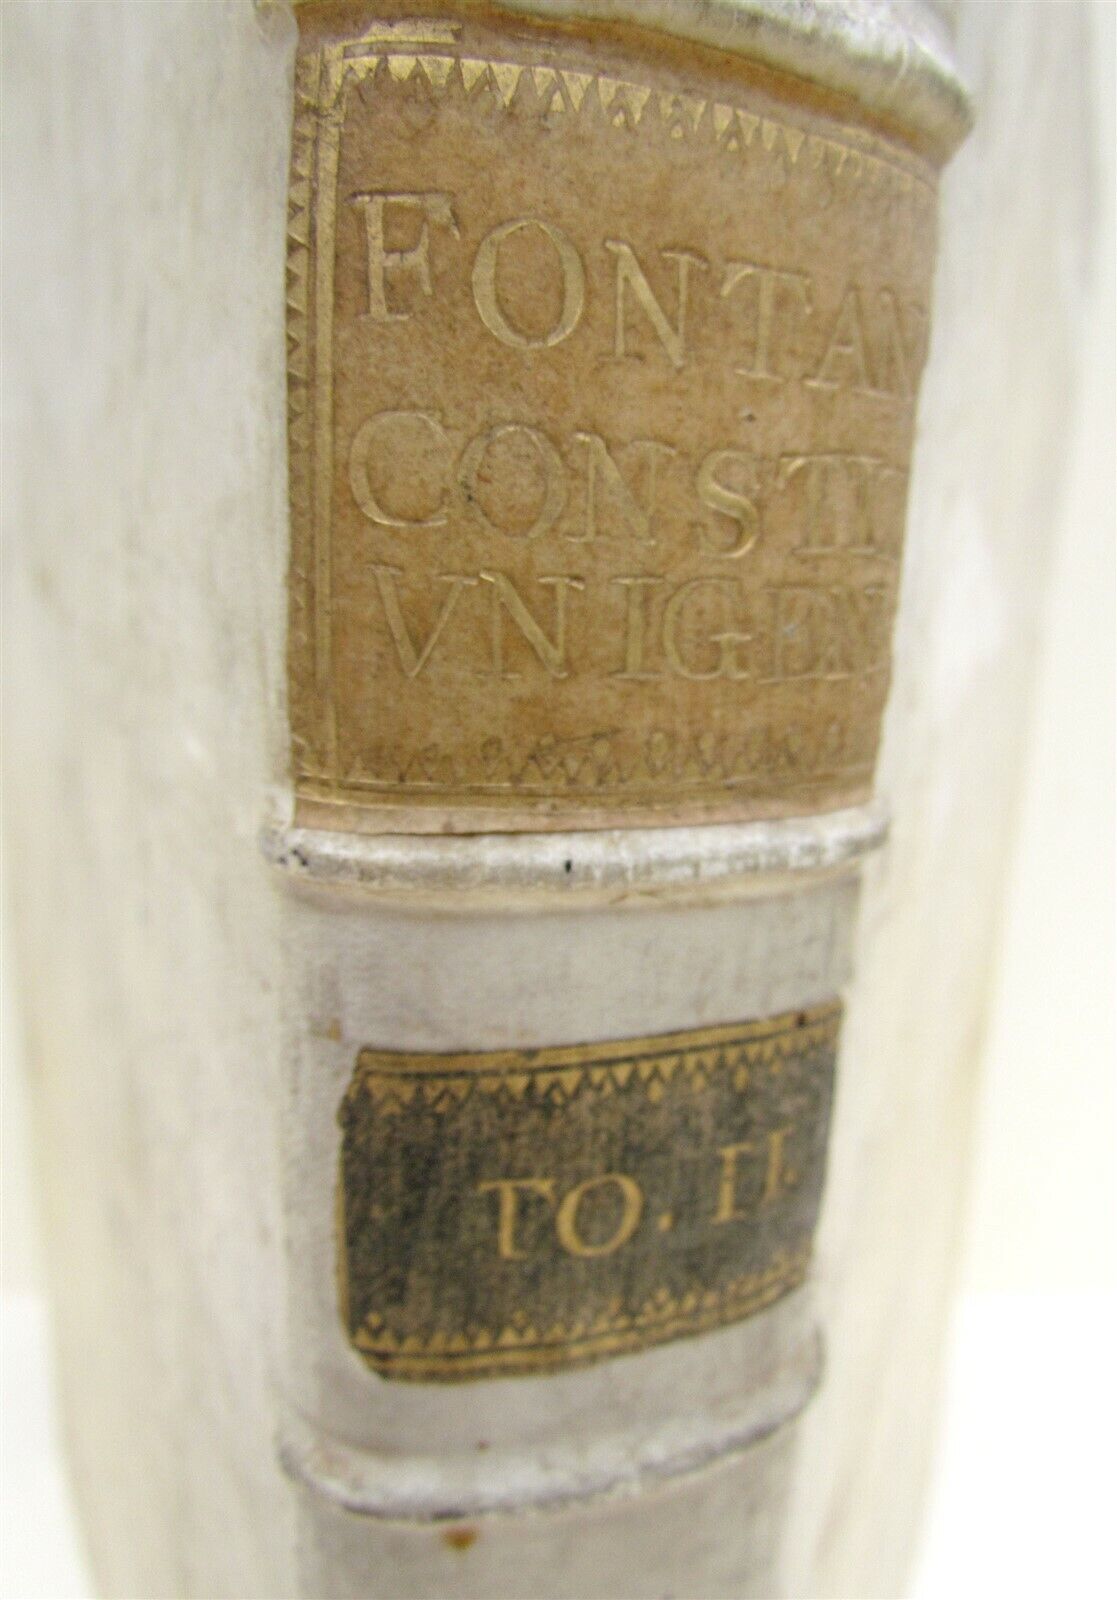 FONTAN
CONSTIT
VNIGEN
TO. II.